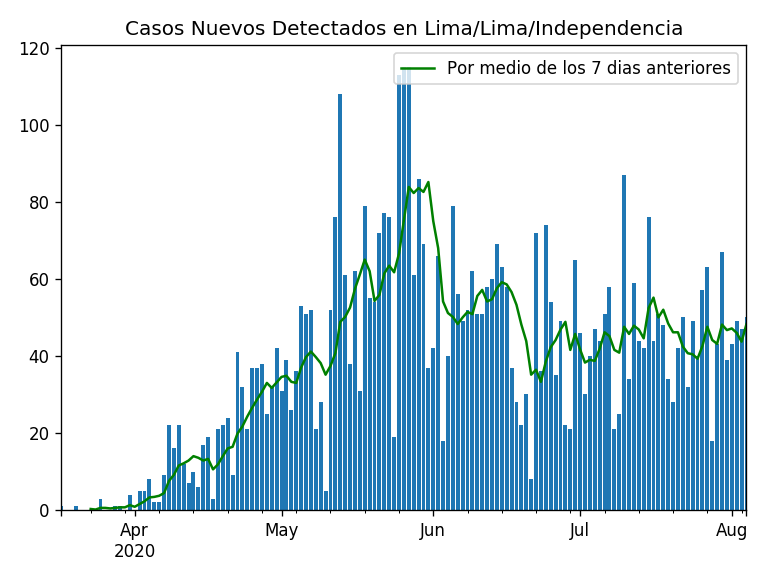 Casos Nuevos Detectados en Lima/Lima/Independencia
Por medio de los 7 dias anteriores
120
100
80
60
40
20
0
Apr
2020
May
Jun
Jul
Aug